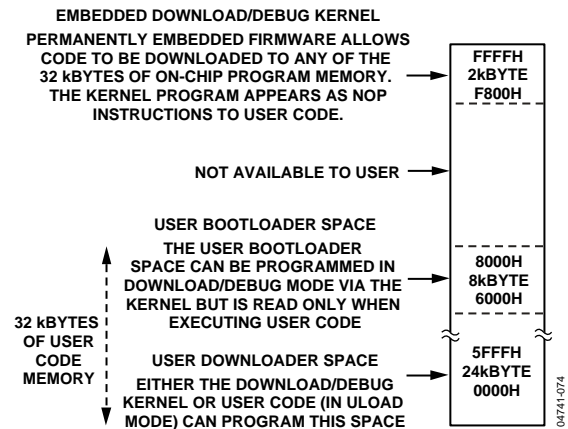 EMBEDDED DOWNLOAD/DEBUG KERNEL
PERMANENTLY EMBEDDED FIRMWARE ALLOWS
CODE TO BE DOWNLOADED TO ANY OF THE
32 kBYTES OF ON-CHIP PROGRAM MEMORY.
THE KERNEL PROGRAM APPEARS AS NOP
INSTRUCTIONS TO USER CODE.
FFFFH
2kBYTE
F800H
NOT AVAILABLE TO USER
USER BOOTLOADER SPACE
THE USER BOOTLOADER
SPACE CAN BE PROGRAMMED IN
DOWNLOAD/DEBUG MODE VIA THE
KERNEL BUT IS READ ONLY WHEN
EXECUTING USER CODE
8000H
8kBYTE
6000H
32 kBYTES
OF USER
CODE
MEMORY
USER DOWNLOADER SPACE
EITHER THE DOWNLOAD/DEBUG
KERNEL OR USER CODE (IN ULOAD
MODE) CAN PROGRAM THIS SPACE
5FFFH
24kBYTE
0000H
04741-074